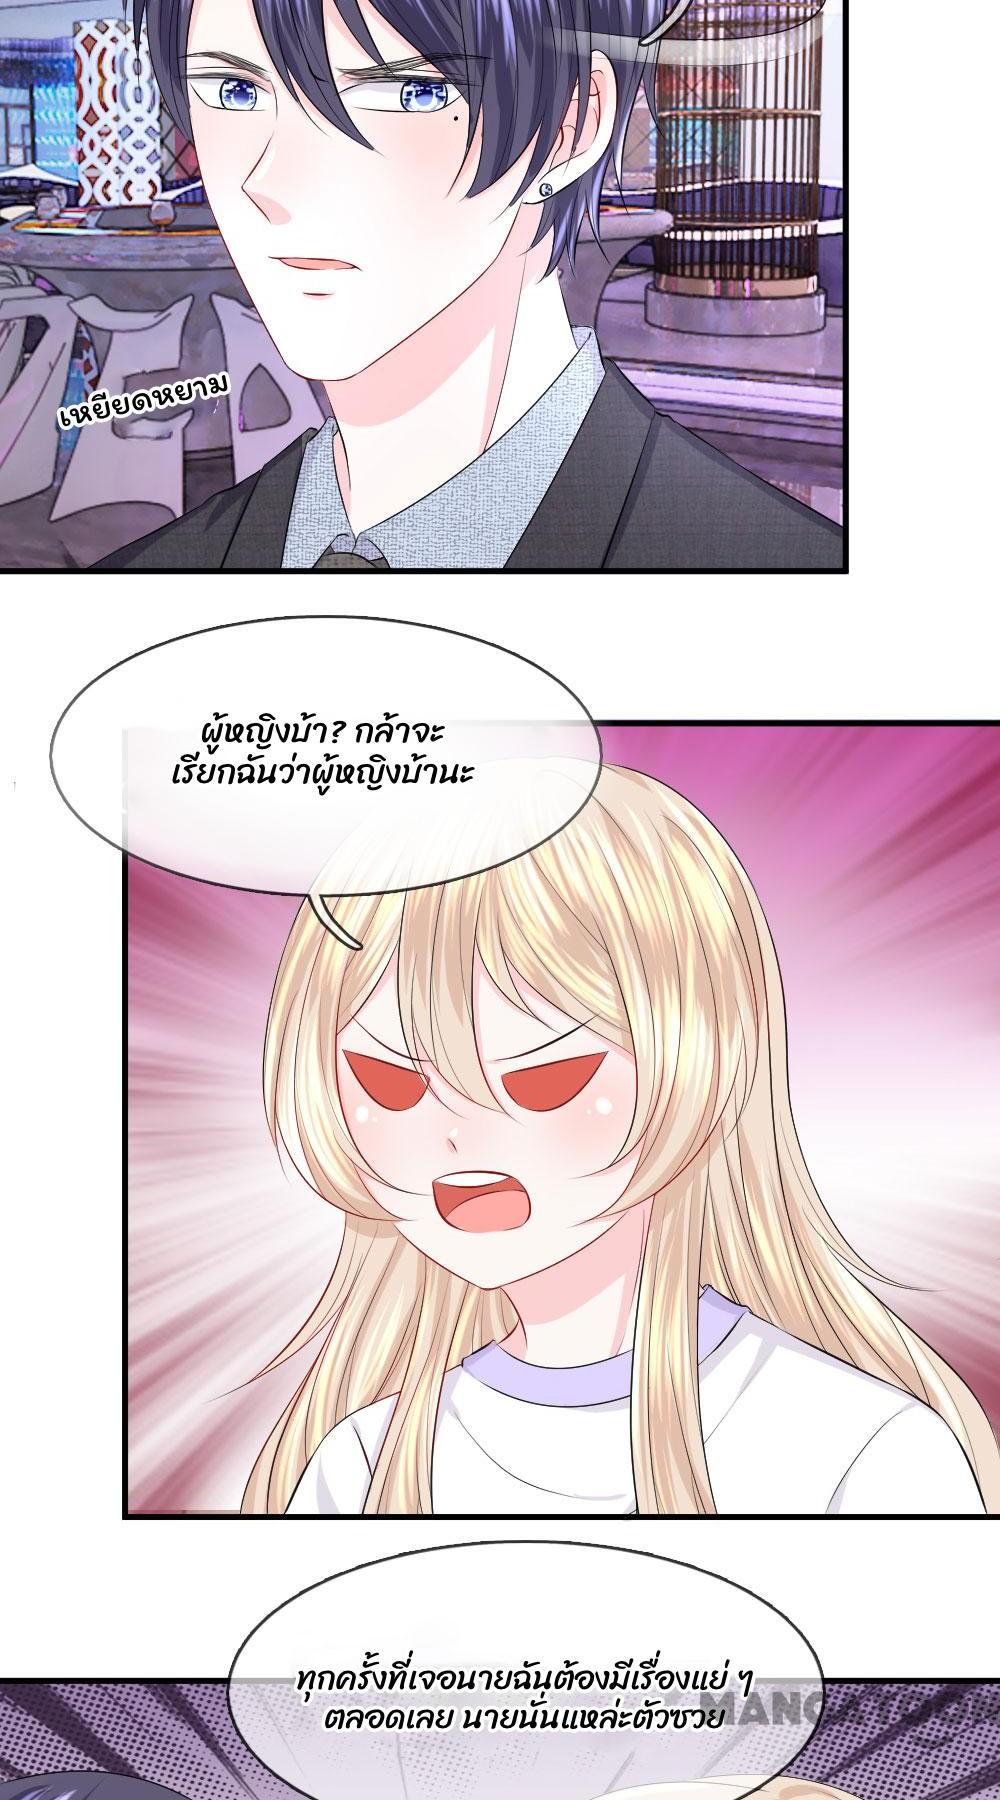 เหยียดหยาม
ผู้หญิงบ้า? กล้าจะ
เรียกฉันว่าผู้หญิงบ้านะ
ทุกครั้งที่เจอนายฉันต้องมีเรื่องแย่ ๆ
ตลอดเลย นายนั่นแหล่ะตัวซวย
MANGATOON